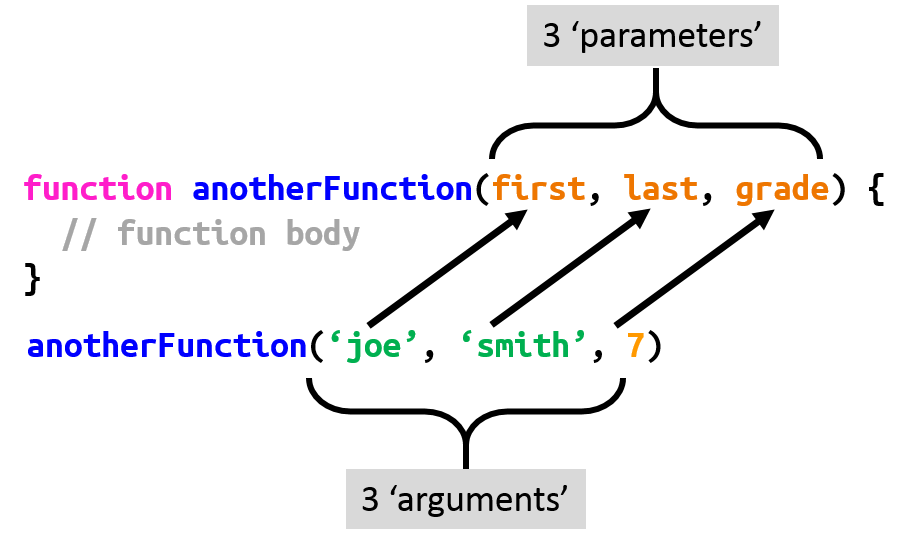 3 ‘parameters’
function anotherFunction(first, last, grade) {
// function body
}
anotherFunction(‘joe’, ‘smith’, 7)
3 ‘arguments’